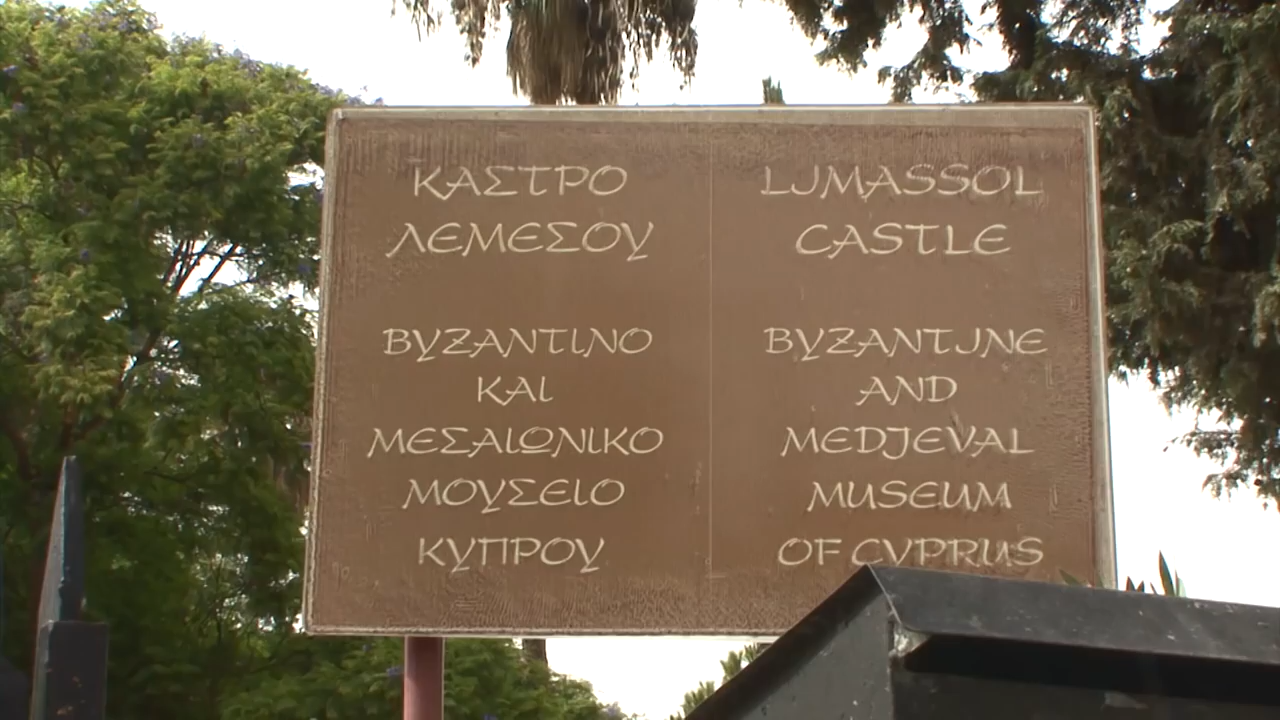 ΚΑΣΤΡΟ
ΛΕΜΕΣΟΥ
ΒΥΖΑΝΤΙΝΟ
ΚΑΙ
ΜΕΣΑΙΩΝΙΚΟ
ΜΟΥΣΕΙΟ
ΚΥΠΡΟΥ
LIMASSOL
CASTLE
BYZANTINE
AND
MEDIEVAL
MUSEUM
OF CYPRUS